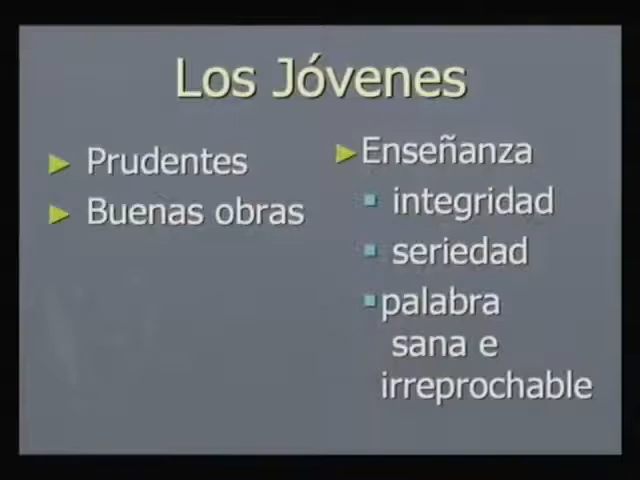 Los Jóvenes
Prudentes
Buenas obras
Enseñanza
integridad
seriedad
palabra
sana e
irreprochable